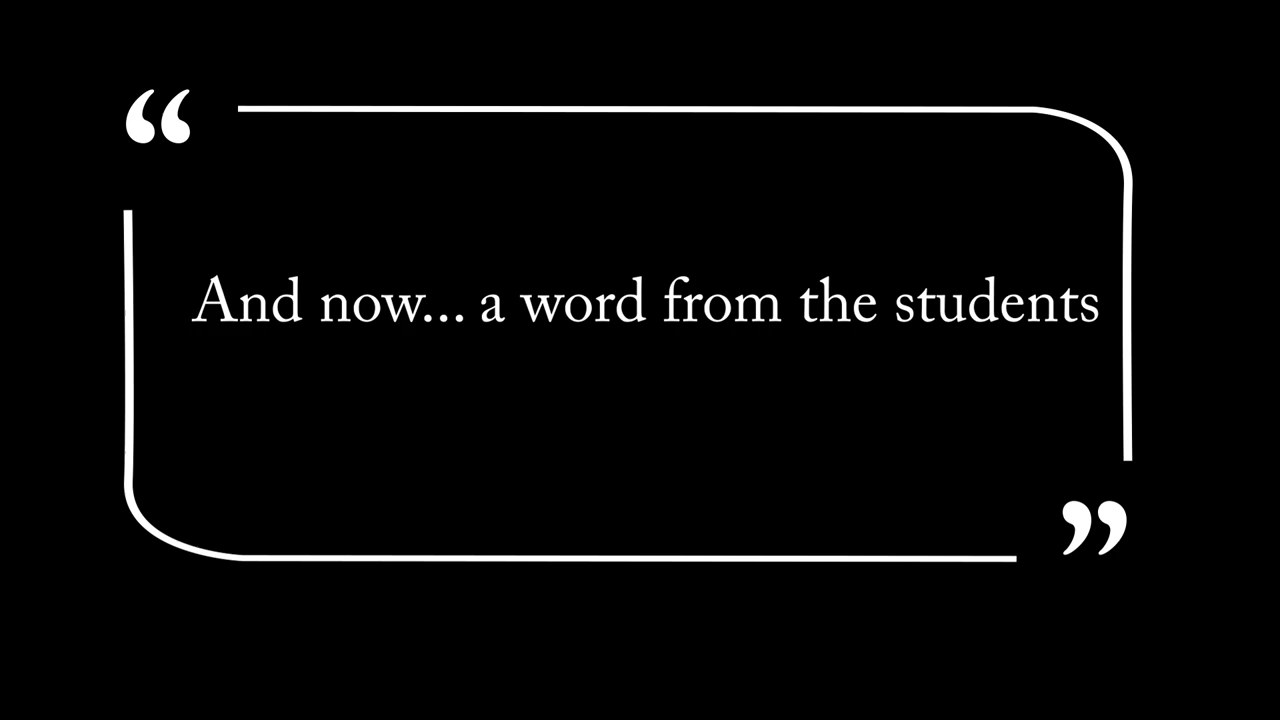 “
And now... a word from the students
”